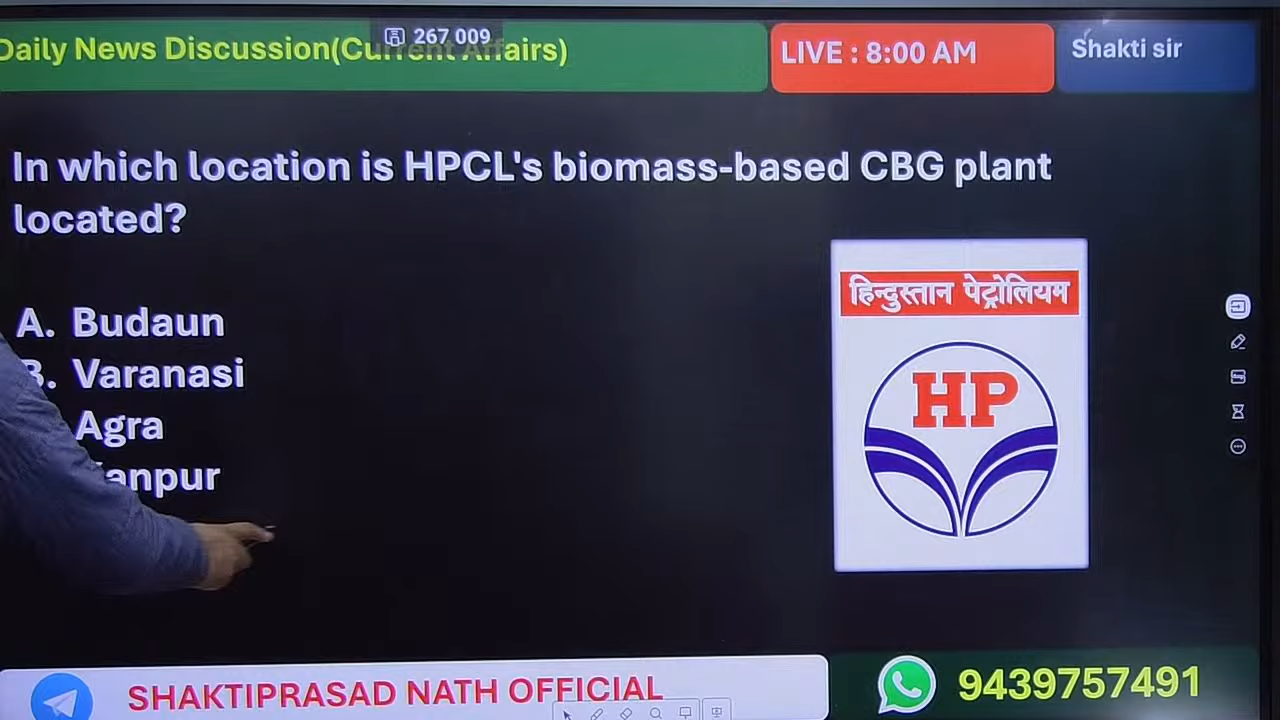 Daily News Discussion(Current Affairs)
267 009
LIVE : 8:00 AM
Shakti sir
In which location is HPCL's biomass-based CBG plant
located?
A. Budaun
B. Varanasi
Agra
Kanpur
हिन्दुस्तान पेट्रोलियम
HP
SHAKTIPRASAD NATH OFFICIAL
9439757491